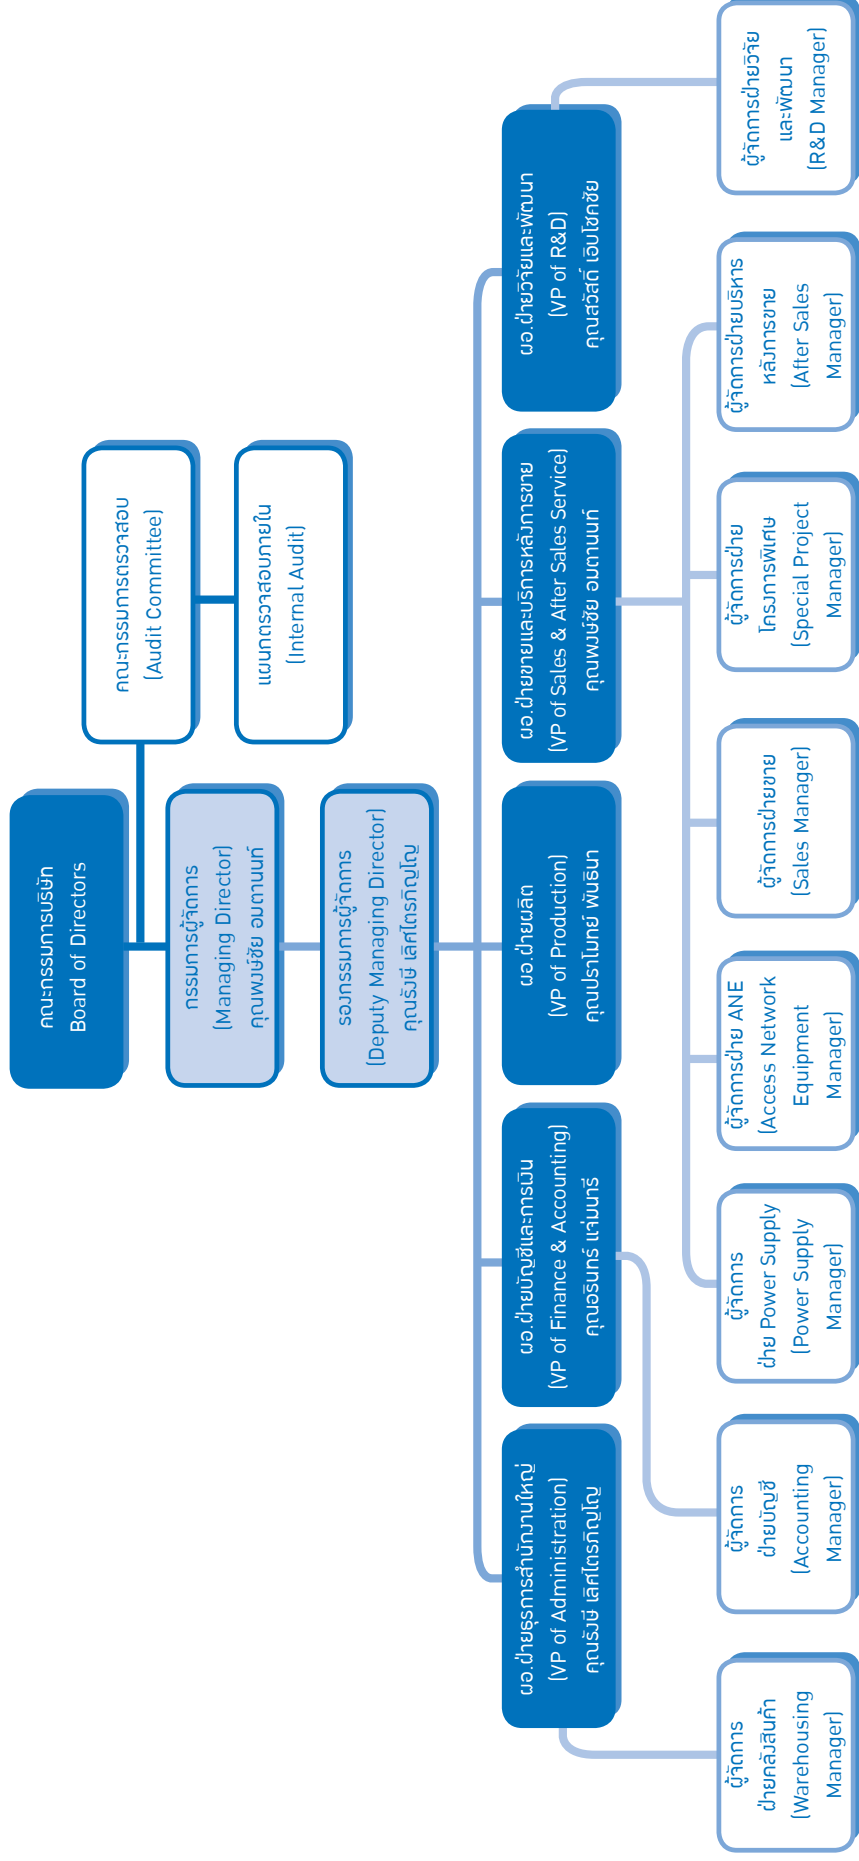 คณะกรรมการบริษัท
Board of Directors
คณะกรรมการตรวจสอบ
(Audit Committee)
แผนกตรวจสอบภายใน
(Internal Audit)
กรรมการผู้จัดการ
(Managing Director)
คุณพงษ์ชัย อมตานนท์
รองกรรมการผู้จัดการ
(Deputy Managing Director)
คุณรังษี เลิศไตรภิญโญ
ผอ.ฝ่ายธุรการสำนักงานใหญ่
(VP of Administration)
คุณรังษี เลิศไตรภิญโญ
ผอ.ฝ่ายบัญชีและการเงิน
(VP of Finance & Accounting)
คุณอรินทร์ แจ่มนารี
ผอ.ฝ่ายผลิต
(VP of Production)
คุณปราโมทย์ พันธินา
ผอ.ฝ่ายขายและบริการหลังการขาย
(VP of Sales & After Sales Service)
คุณพงษ์ชัย อมตานนท์
ผอ.ฝ่ายวิจัยและพัฒนา
(VP of R&D)
คุณสวัสดิ์ เอิบโชคชัย
ผู้จัดการ
ฝ่ายคลังสินค้า
(Warehousing
Manager)
ผู้จัดการ
ฝ่ายบัญชี
(Accounting
Manager)
ผู้จัดการ
ฝ่าย Power Supply
(Power Supply
Manager)
ผู้จัดการฝ่าย ANE
(Access Network
Equipment
Manager)
ผู้จัดการฝ่ายขาย
(Sales Manager)
ผู้จัดการฝ่าย
โครงการพิเศษ
(Special Project
Manager)
ผู้จัดการฝ่ายบริหาร
หลังการขาย
(After Sales
Manager)
ผู้จัดการฝ่ายวิจัย
และพัฒนา
(R&D Manager)